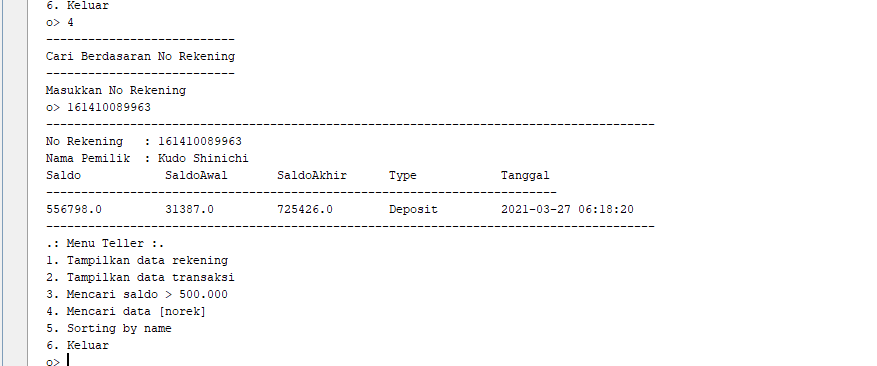 6. Keluar
o> 4
---------------------------
Cari Berdasaran No Rekening
---------------------------
Masukkan No Rekening
o> 161410089963
---------------------------------------------------------------------------------------
No Rekening   : 161410089963
Nama Pemilik  : Kudo Shinichi
Saldo            SaldoAwal       SaldoAkhir      Type            Tanggal
-------------------------------------------------------------------------
556798.0         31387.0         725426.0        Deposit         2021-03-27 06:18:20
---------------------------------------------------------------------------------------
.: Menu Teller :.
1. Tampilkan data rekening
2. Tampilkan data transaksi
3. Mencari saldo > 500.000
4. Mencari data [norek]
5. Sorting by name
6. Keluar
o>